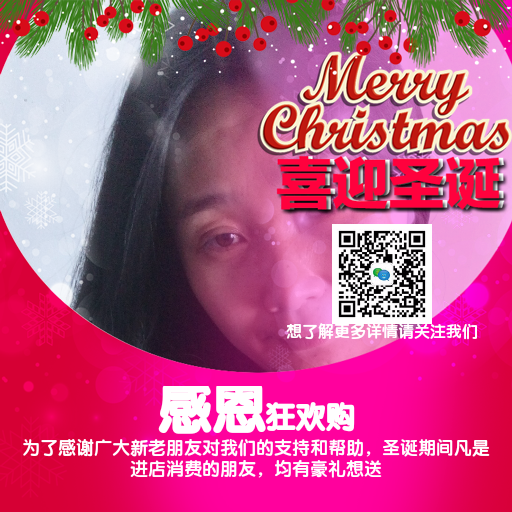 Merry
Christmas
喜迎圣诞
想了解更多详情请关注我们
感恩狂欢购
为了感谢广大新老朋友对我们的支持和帮助，圣诞期间凡是
进店消费的朋友，均有豪礼想送